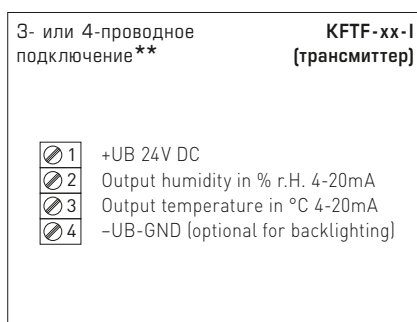 3- или 4-проводное KFTF-xx-I
подключение** (трансмиттер)
1 +UB 24V DC
2 Output humidity in % r.H. 4-20mA
3 Output temperature in °C 4-20mA
4 –UB-GND (optional for backlighting)